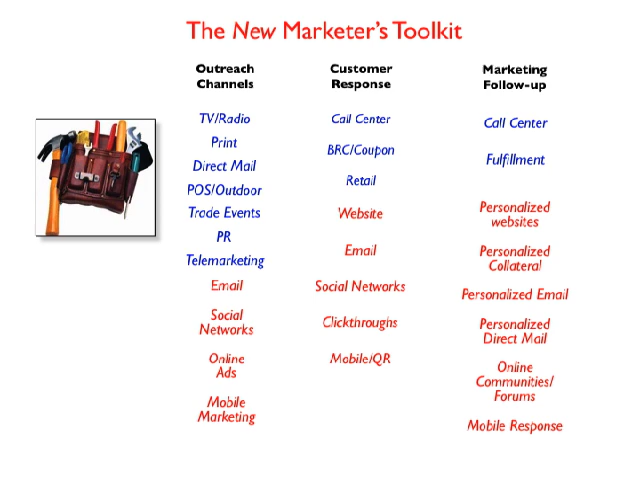 The New Marketer's Toolkit
Outreach
Channels
TV/Radio
Print
Direct Mail
POS/Outdoor
Trade Events
PR
Telemarketing
Email
Social
Networks
Online
Ads
Mobile
Marketing
Customer
Response
Call Center
BRC/Coupon
Retail
Website
Email
Social Networks
Clickthroughs
Mobile/QR
Marketing
Follow-up
Call Center
Fulfillment
Personalized
websites
Personalized
Collateral
Personalized Email
Personalized
Direct Mail
Online
Communities/
Forums
Mobile Response